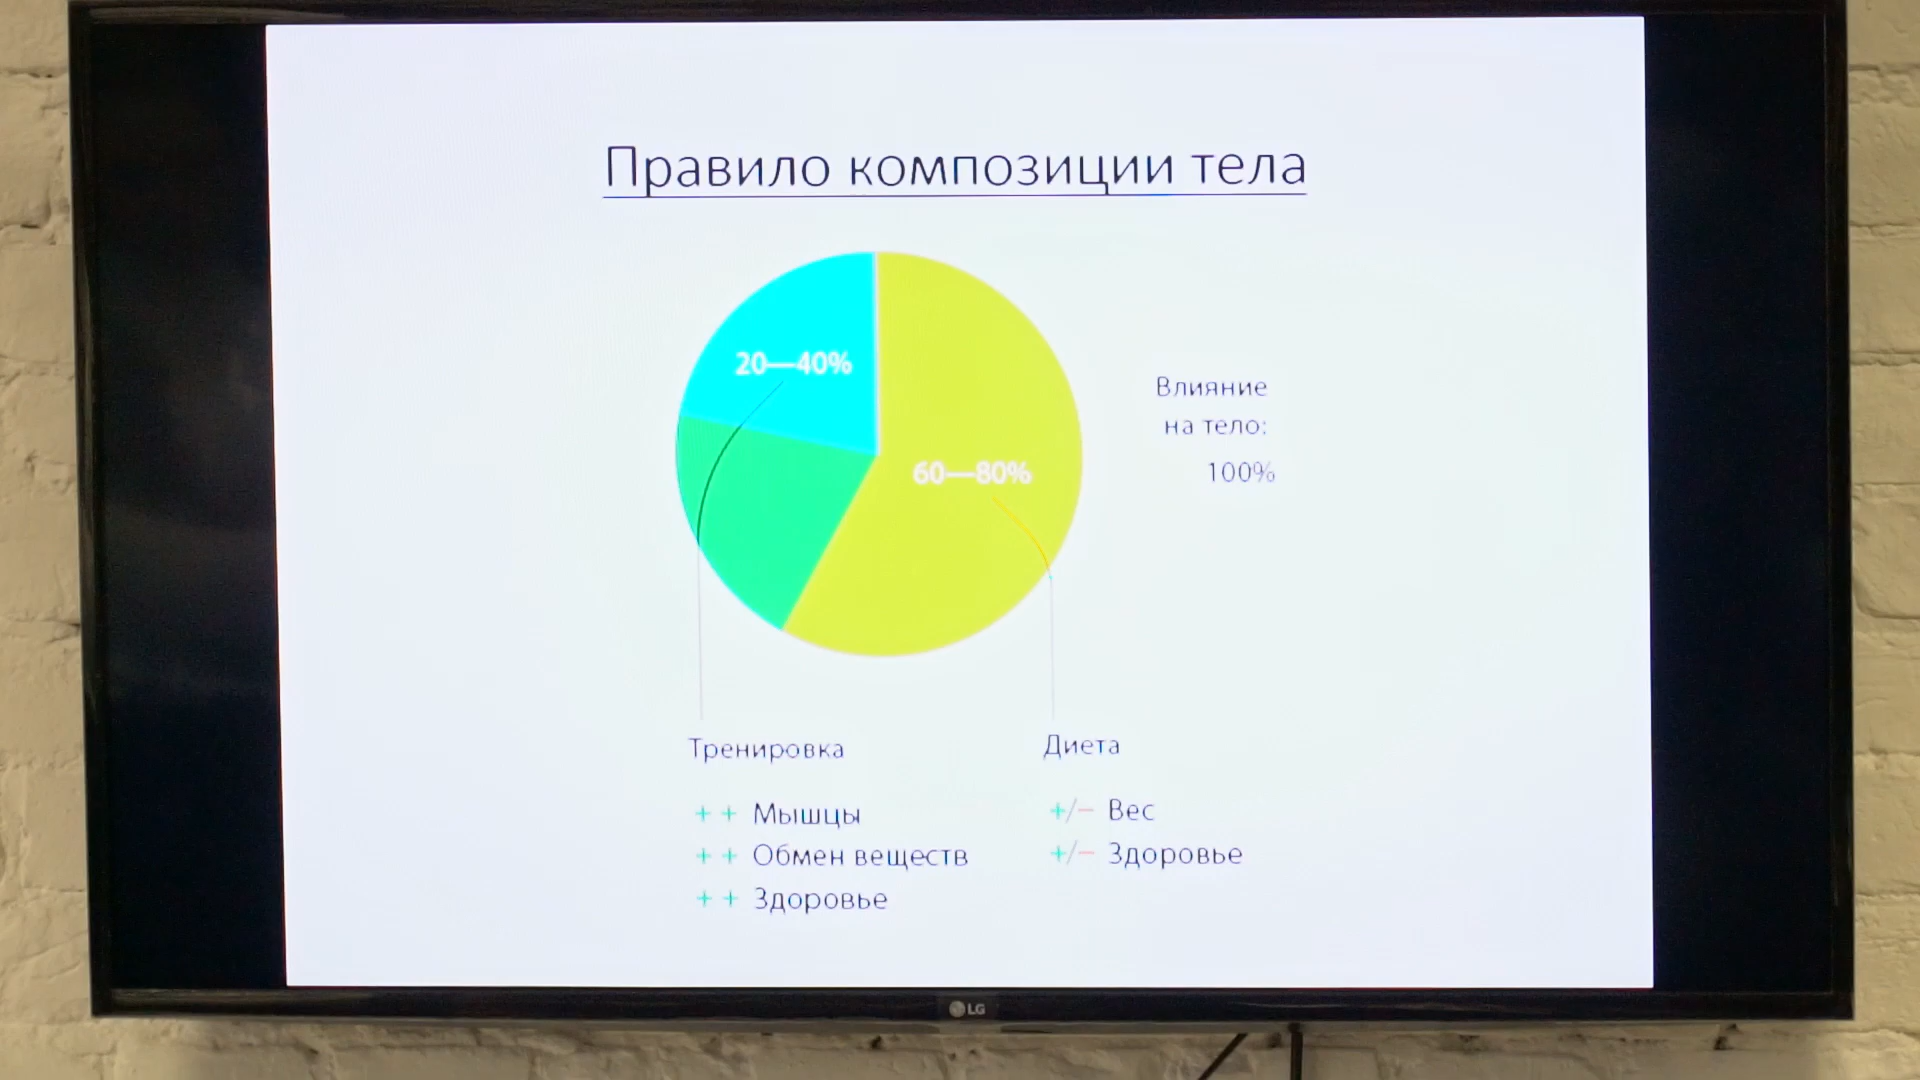 Правило композиции тела
20—40%
60—80%
Влияние
на тело:
100%
Тренировка
++ Мышцы
++ Обмен веществ
++ Здоровье
Диета
+/− Вес
+/− Здоровье
LG